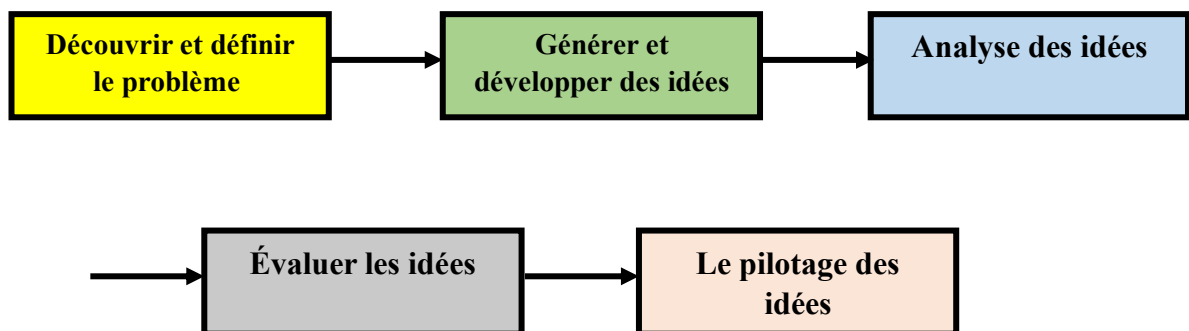 Découvrir et définir
le problème
Générer et
développer des idées
Analyse des idées
Évaluer les idées
Le pilotage des
idées